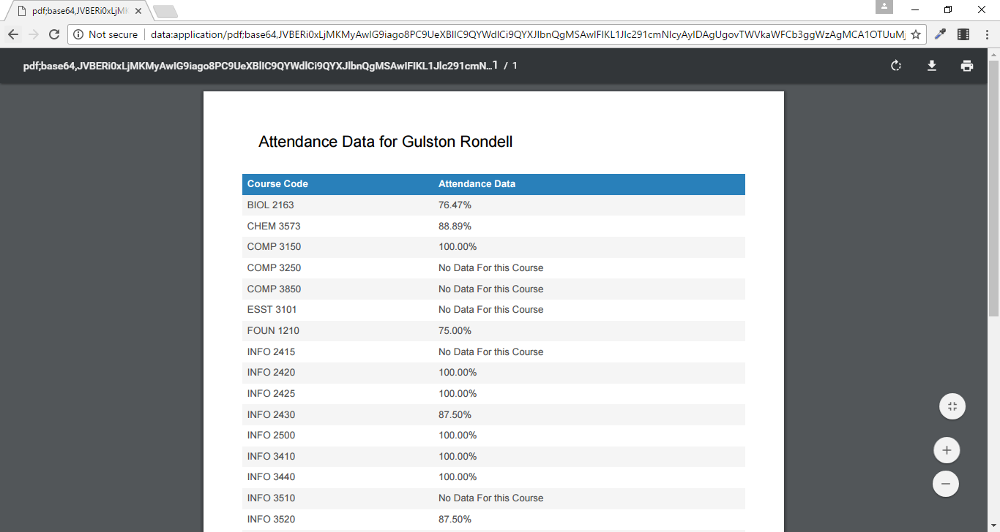 pdf;base64,JVBERi0xLjMK
Not secure data:application/pdf;base64,JVBERi0xLjMKMyAwIG9iago8PC9UeXBlIC9QYWdlCi9QYXJlbnQgMSAwIFIKL1Jlc291cmNlcyAyIDAgUgovTWVkaWFCb3ggWzAgMCA1OTUuMj
pdf;base64,JVBERi0xLjMKMyAwIG9iago8PC9UeXBlIC9QYWdlCi9QYXJlbnQgMSAwIFIKL1Jlc291cmN... 1 / 1
Attendance Data for Gulston Rondell
Course Code Attendance Data
BIOL 2163 76.47%
CHEM 3573 88.89%
COMP 3150 100.00%
COMP 3250 No Data For this Course
COMP 3850 No Data For this Course
ESST 3101 No Data For this Course
FOUN 1210 75.00%
INFO 2415 No Data For this Course
INFO 2420 100.00%
INFO 2425 100.00%
INFO 2430 87.50%
INFO 2500 100.00%
INFO 3410 100.00%
INFO 3440 100.00%
INFO 3510 No Data For this Course
INFO 3520 87.50%